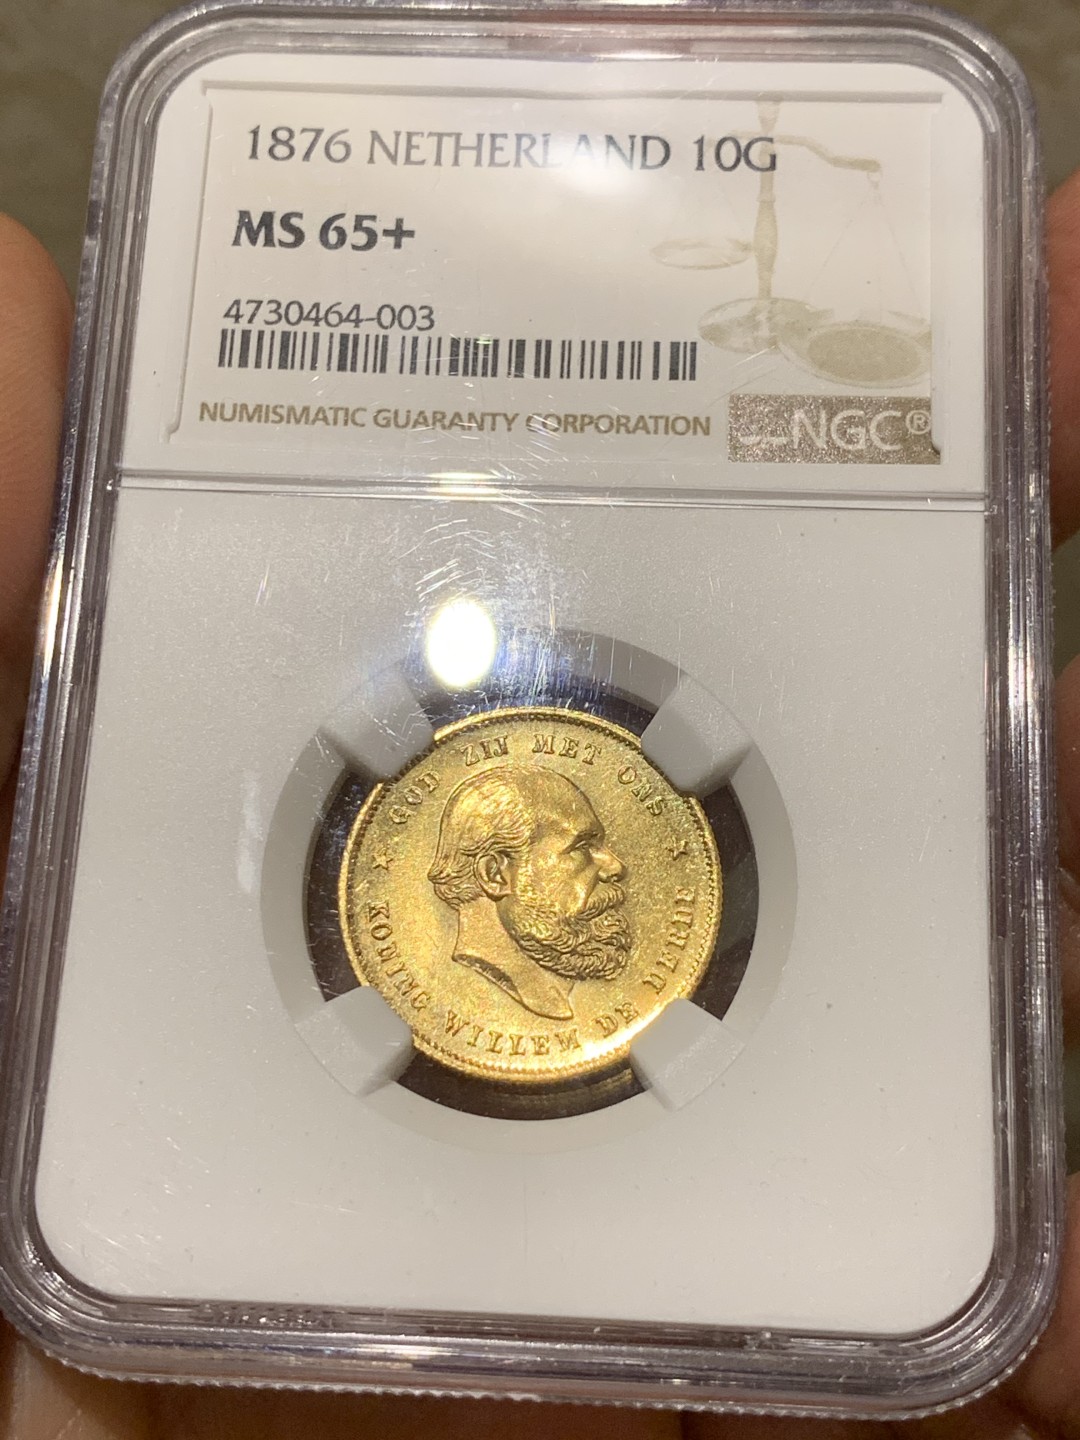 1876 NETHERLAND 10G
MS 65+
4730464-003
NUMISMATIC GUARANTY CORPORATION
NGC®
★ GOD ZIJ MET ONS ★
KONING WILLEM DE DERDE